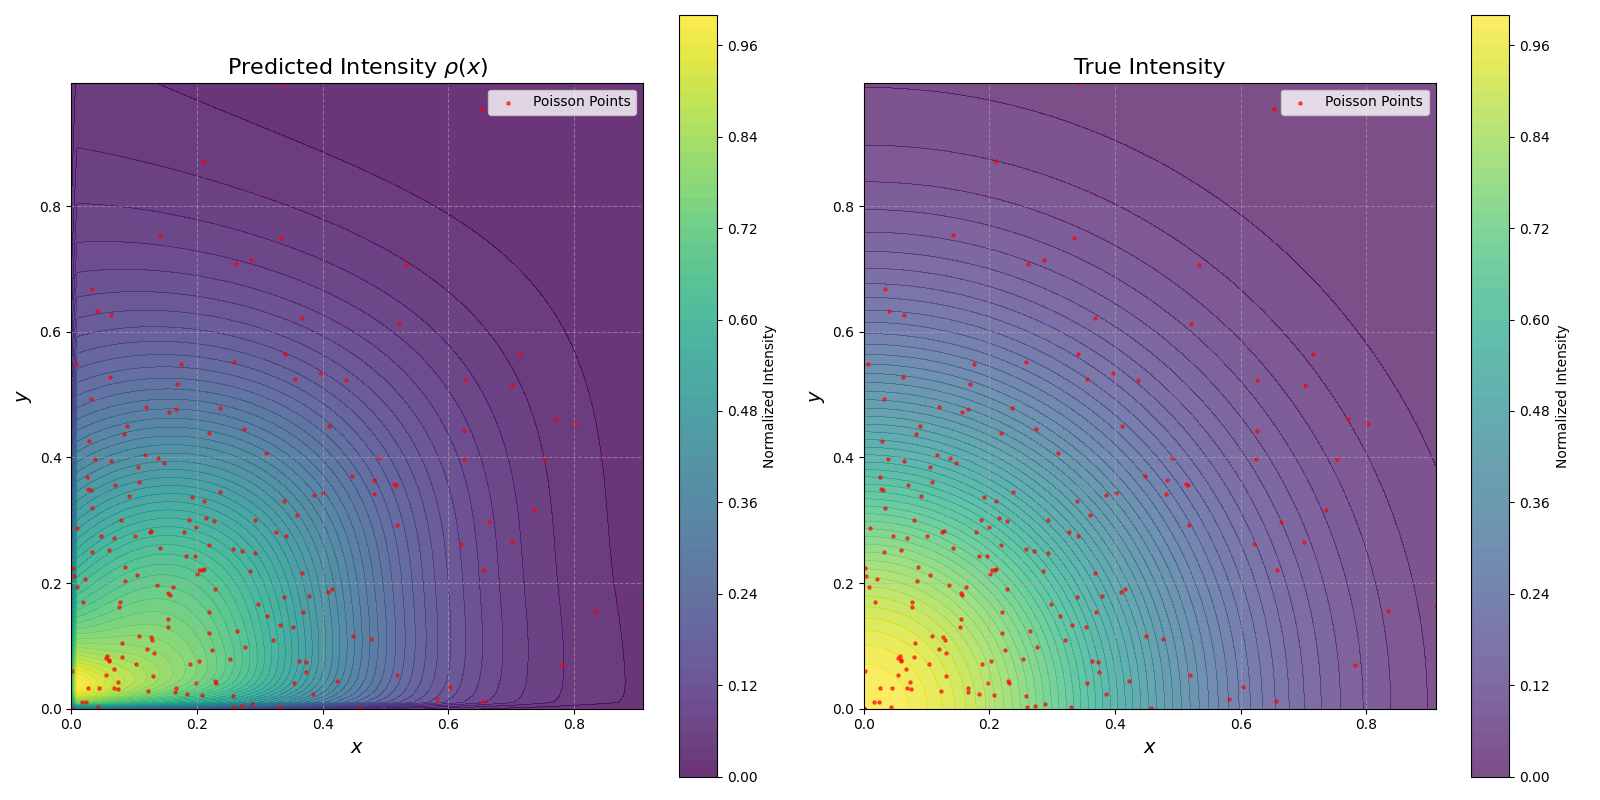 Predicted Intensity ρ(x)
Poisson Points
y
0.8
0.6
0.4
0.2
0.0
0.0 0.2 0.4 0.6 0.8
x
0.96
0.84
0.72
0.60
0.48
0.36
0.24
0.12
0.00
Normalized Intensity
True Intensity
Poisson Points
y
0.8
0.6
0.4
0.2
0.0
0.0 0.2 0.4 0.6 0.8
x
0.96
0.84
0.72
0.60
0.48
0.36
0.24
0.12
0.00
Normalized Intensity